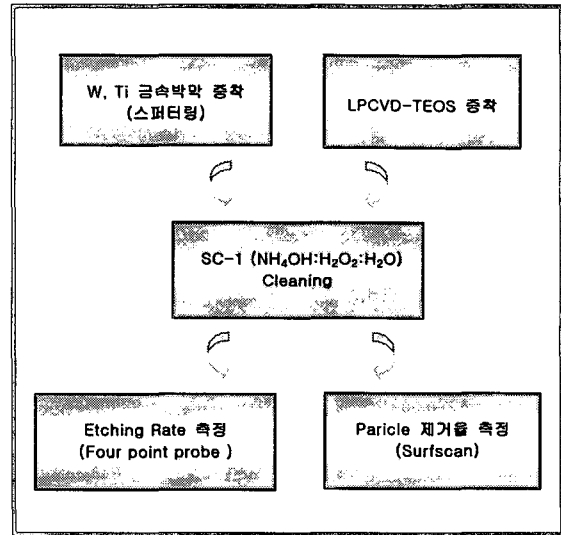 W, Ti 금속박막 증착
(스퍼터링)
LPCVD-TEOS 증착
SC-1 (NH₄OH:H₂O₂:H₂O)
Cleaning
Etching Rate 측정
(Four point probe )
Paricle 제거율 측정
(Surfscan)